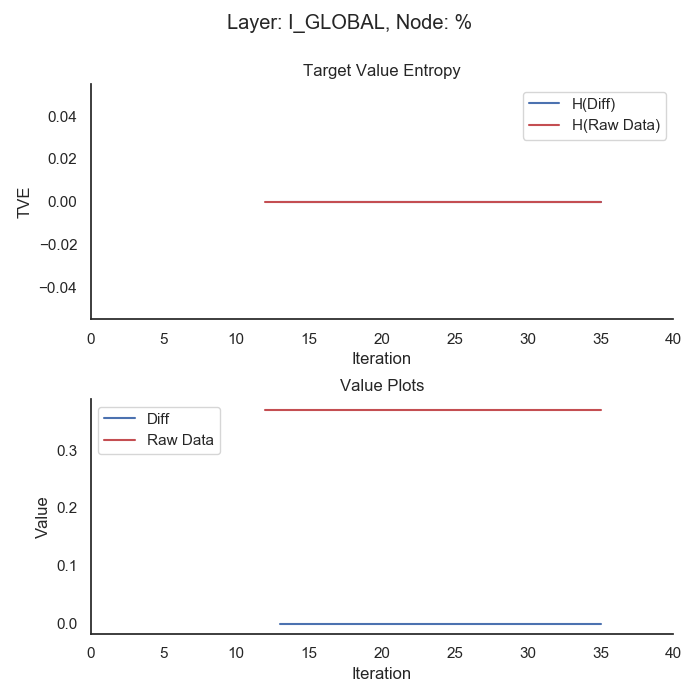 Layer: I_GLOBAL, Node: %
Target Value Entropy
H(Diff)
H(Raw Data)
TVE
0.04
0.02
0.00
−0.02
−0.04
0 5 10 15 20 25 30 35 40
Iteration
Value Plots
Diff
Raw Data
Value
0.3
0.2
0.1
0.0
0 5 10 15 20 25 30 35 40
Iteration